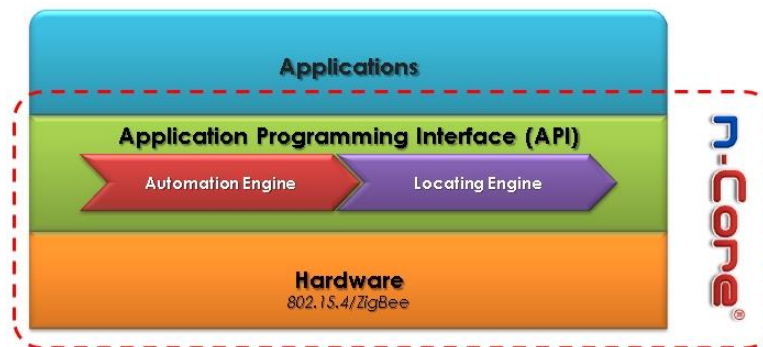 Applications
Application Programming Interface (API)
Automation Engine
Locating Engine
Hardware
802.15.4/ZigBee
n-Core®